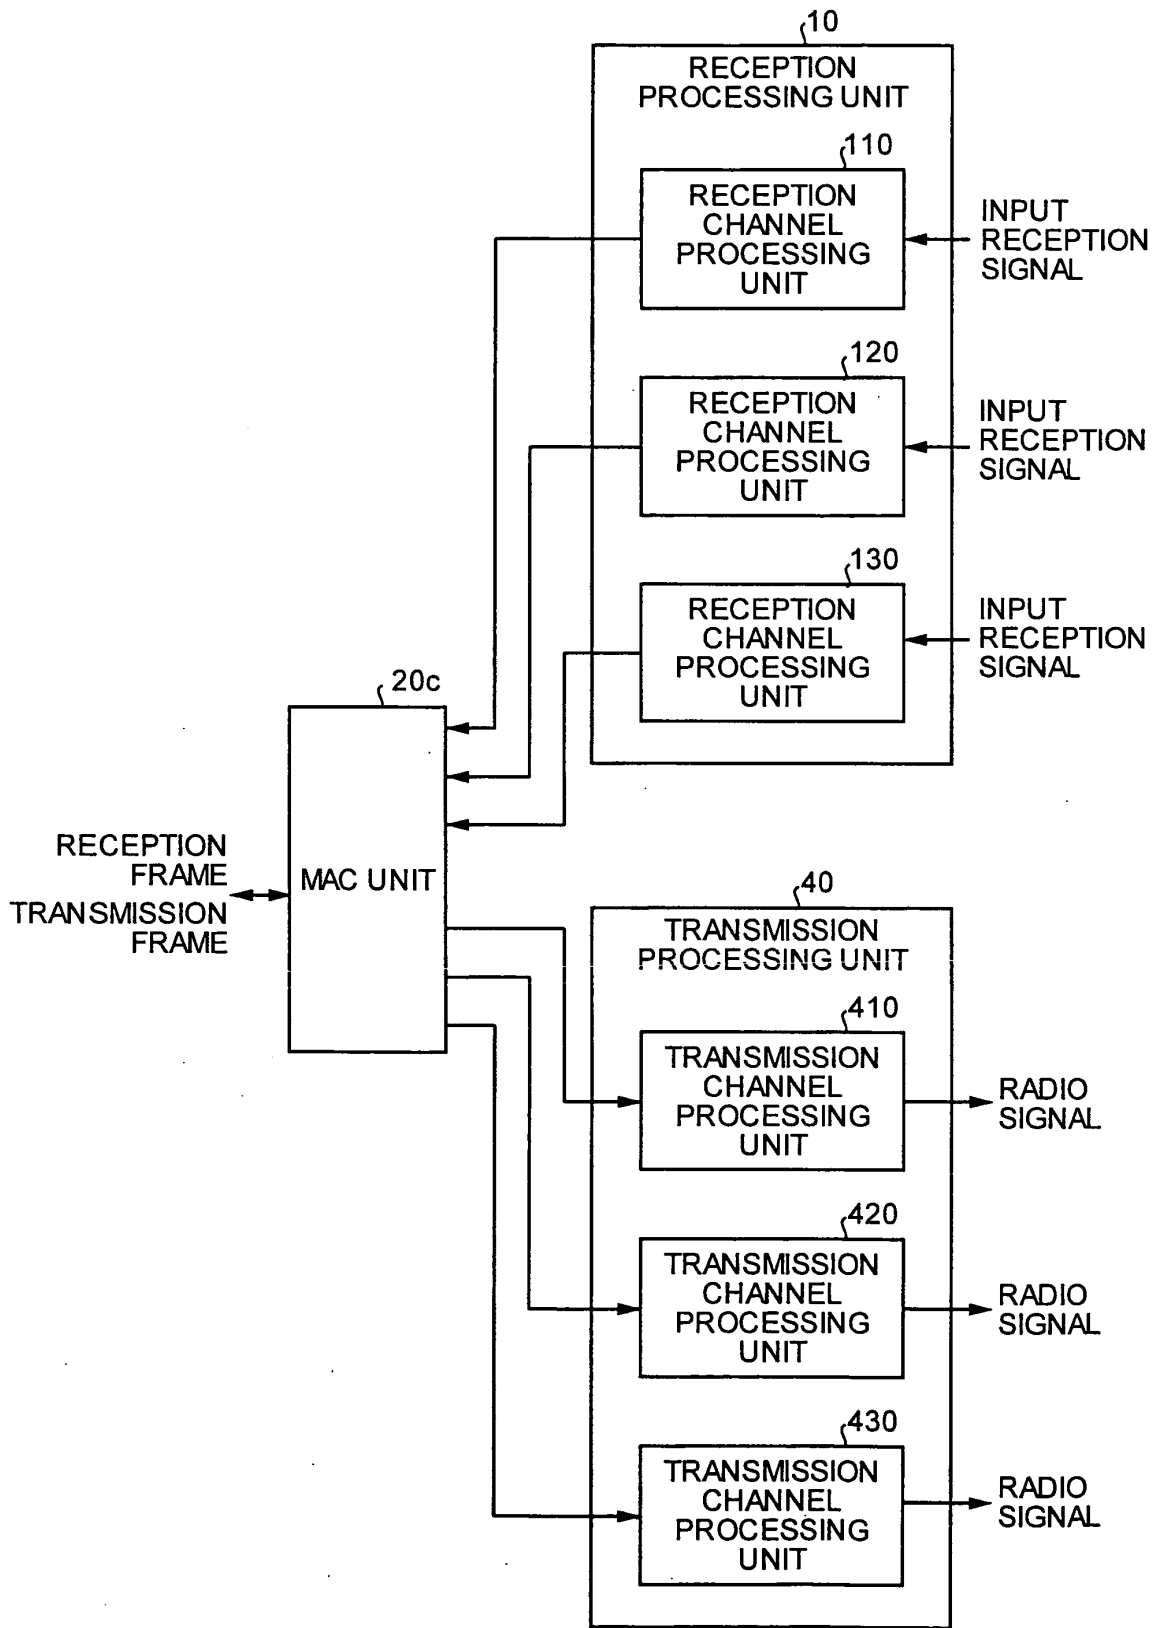 10
RECEPTION
PROCESSING UNIT
110
RECEPTION
CHANNEL
PROCESSING
UNIT
INPUT
RECEPTION
SIGNAL
120
RECEPTION
CHANNEL
PROCESSING
UNIT
INPUT
RECEPTION
SIGNAL
130
RECEPTION
CHANNEL
PROCESSING
UNIT
INPUT
RECEPTION
SIGNAL
20c
MAC UNIT
RECEPTION
FRAME
TRANSMISSION
FRAME
40
TRANSMISSION
PROCESSING UNIT
410
TRANSMISSION
CHANNEL
PROCESSING
UNIT
RADIO
SIGNAL
420
TRANSMISSION
CHANNEL
PROCESSING
UNIT
RADIO
SIGNAL
430
TRANSMISSION
CHANNEL
PROCESSING
UNIT
RADIO
SIGNAL